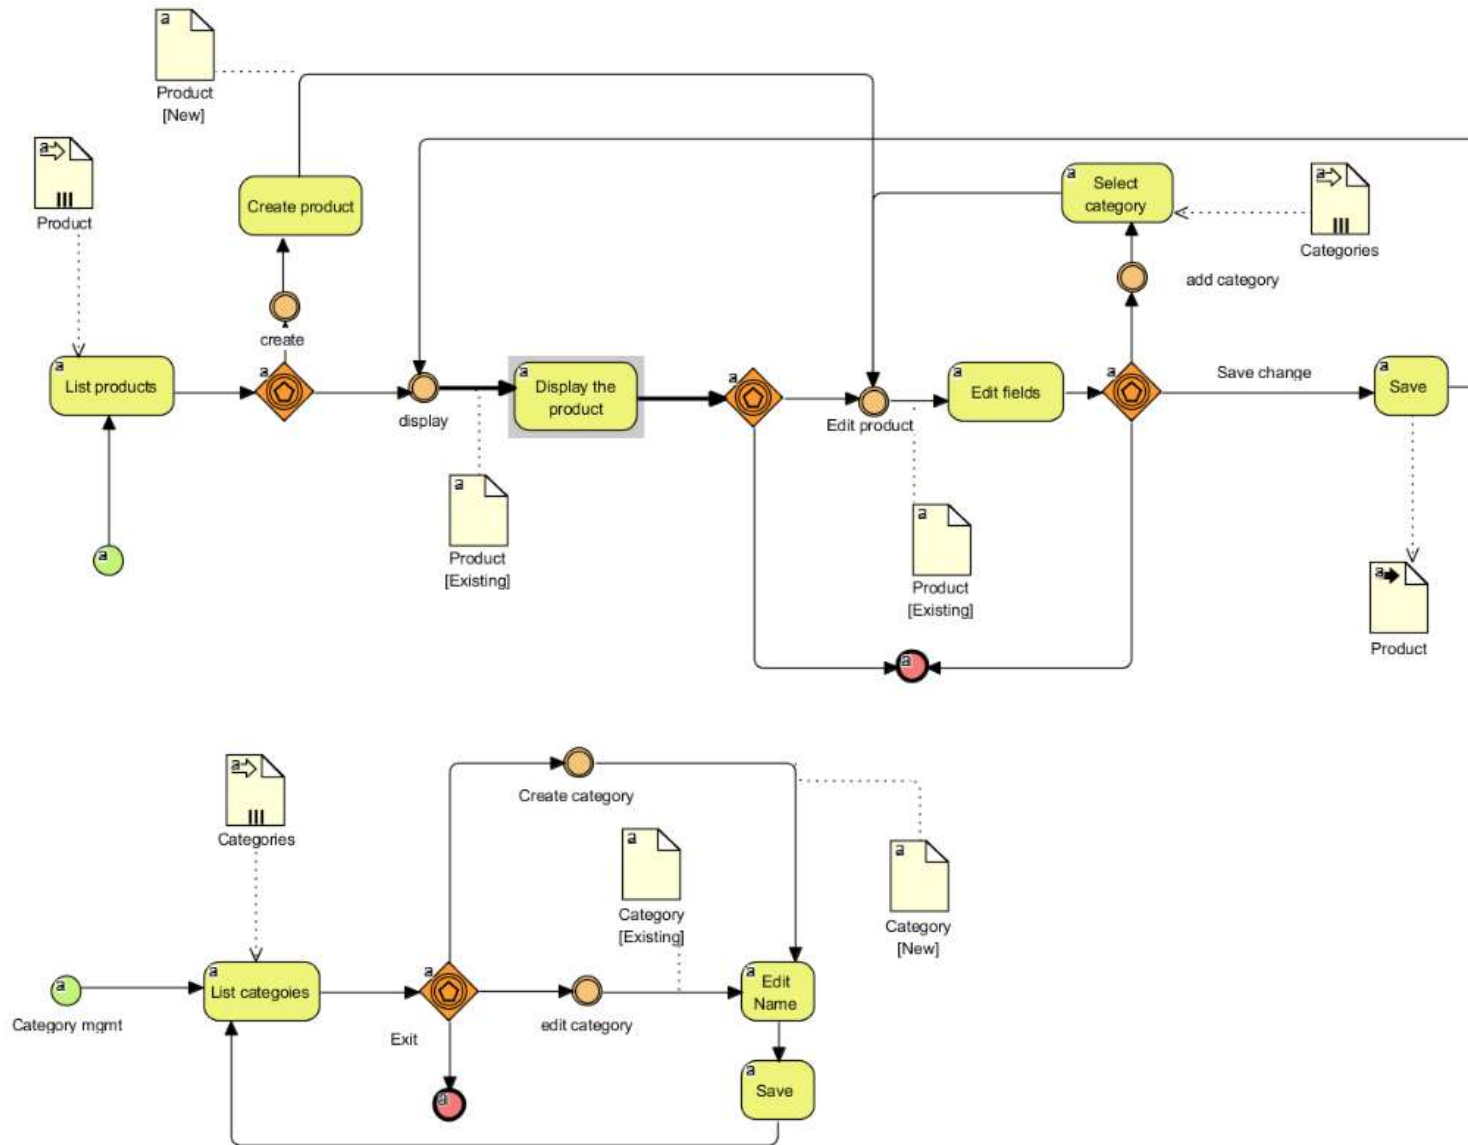 Product
[New]
Product
Create product
Select
category
Categories
add category
create
List products
display
Display the
product
Edit product
Edit fields
Save change
Save
Product
[Existing]
Product
[Existing]
Product
Categories
Create category
Category
[Existing]
Category
[New]
Category mgmt
List categoies
Exit
edit category
Edit
Name
Save